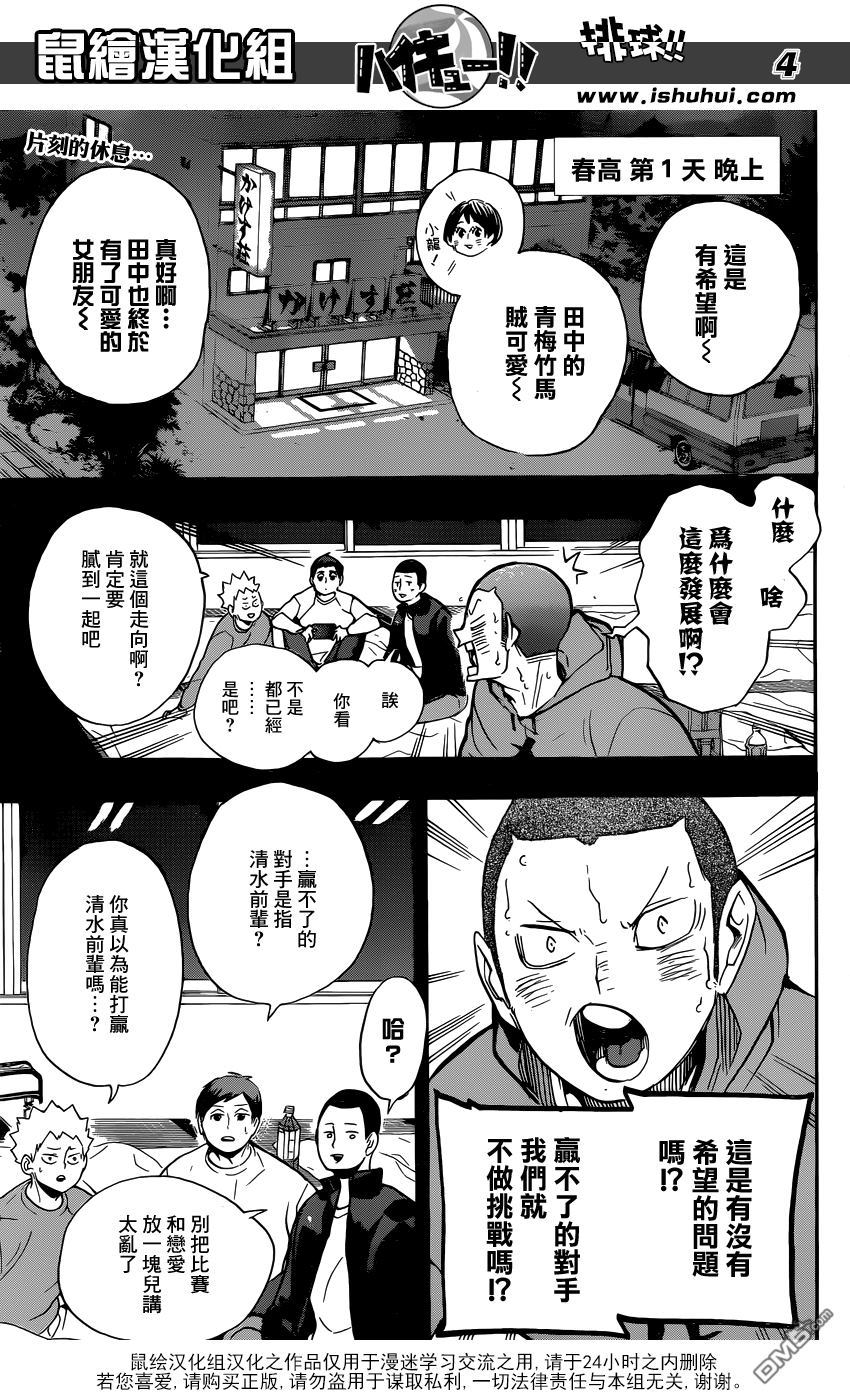 鼠繪漢化組
ハイキュー!!
排球!!
4
www.ishuhui.com
片刻的休息…
春高 第1天 晚上
這是
有希望啊~
小龍!
田中的
青梅竹馬
賊可愛~
真好啊…
田中也終於
有了可愛的
女朋友~
かけす荘
かけす荘
什麼
啥
爲什麼會
這麼發展啊!?
誒
你看
不是
都已經
……
是吧?
就這個走向啊?
肯定要
膩到一起吧
這是有沒有
希望的問題
嗎!?
贏不了的對手
我們就
不做挑戰嗎!?
哈?
…贏不了的
對手是指
清水前輩?
你真以為能打贏
清水前輩嗎…?
別把比賽
和戀愛
放一塊兒講
太亂了
鼠绘汉化组汉化之作品仅用于漫迷学习交流之用, 请于24小时之内删除
若您喜爱, 请购买正版, 请勿盗用于谋取私利, 一切法律责任与本组无关, 谢谢.
DM5.com